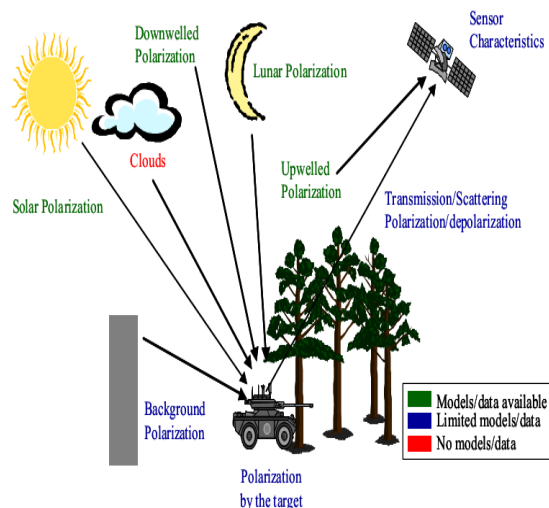 Downwelled
Polarization
Sensor
Characteristics
Lunar Polarization
Clouds
Upwelled
Polarization
Solar Polarization
Transmission/Scattering
Polarization/depolarization
Background
Polarization
Polarization
by the target
Models/data available
Limited models/data
No models/data